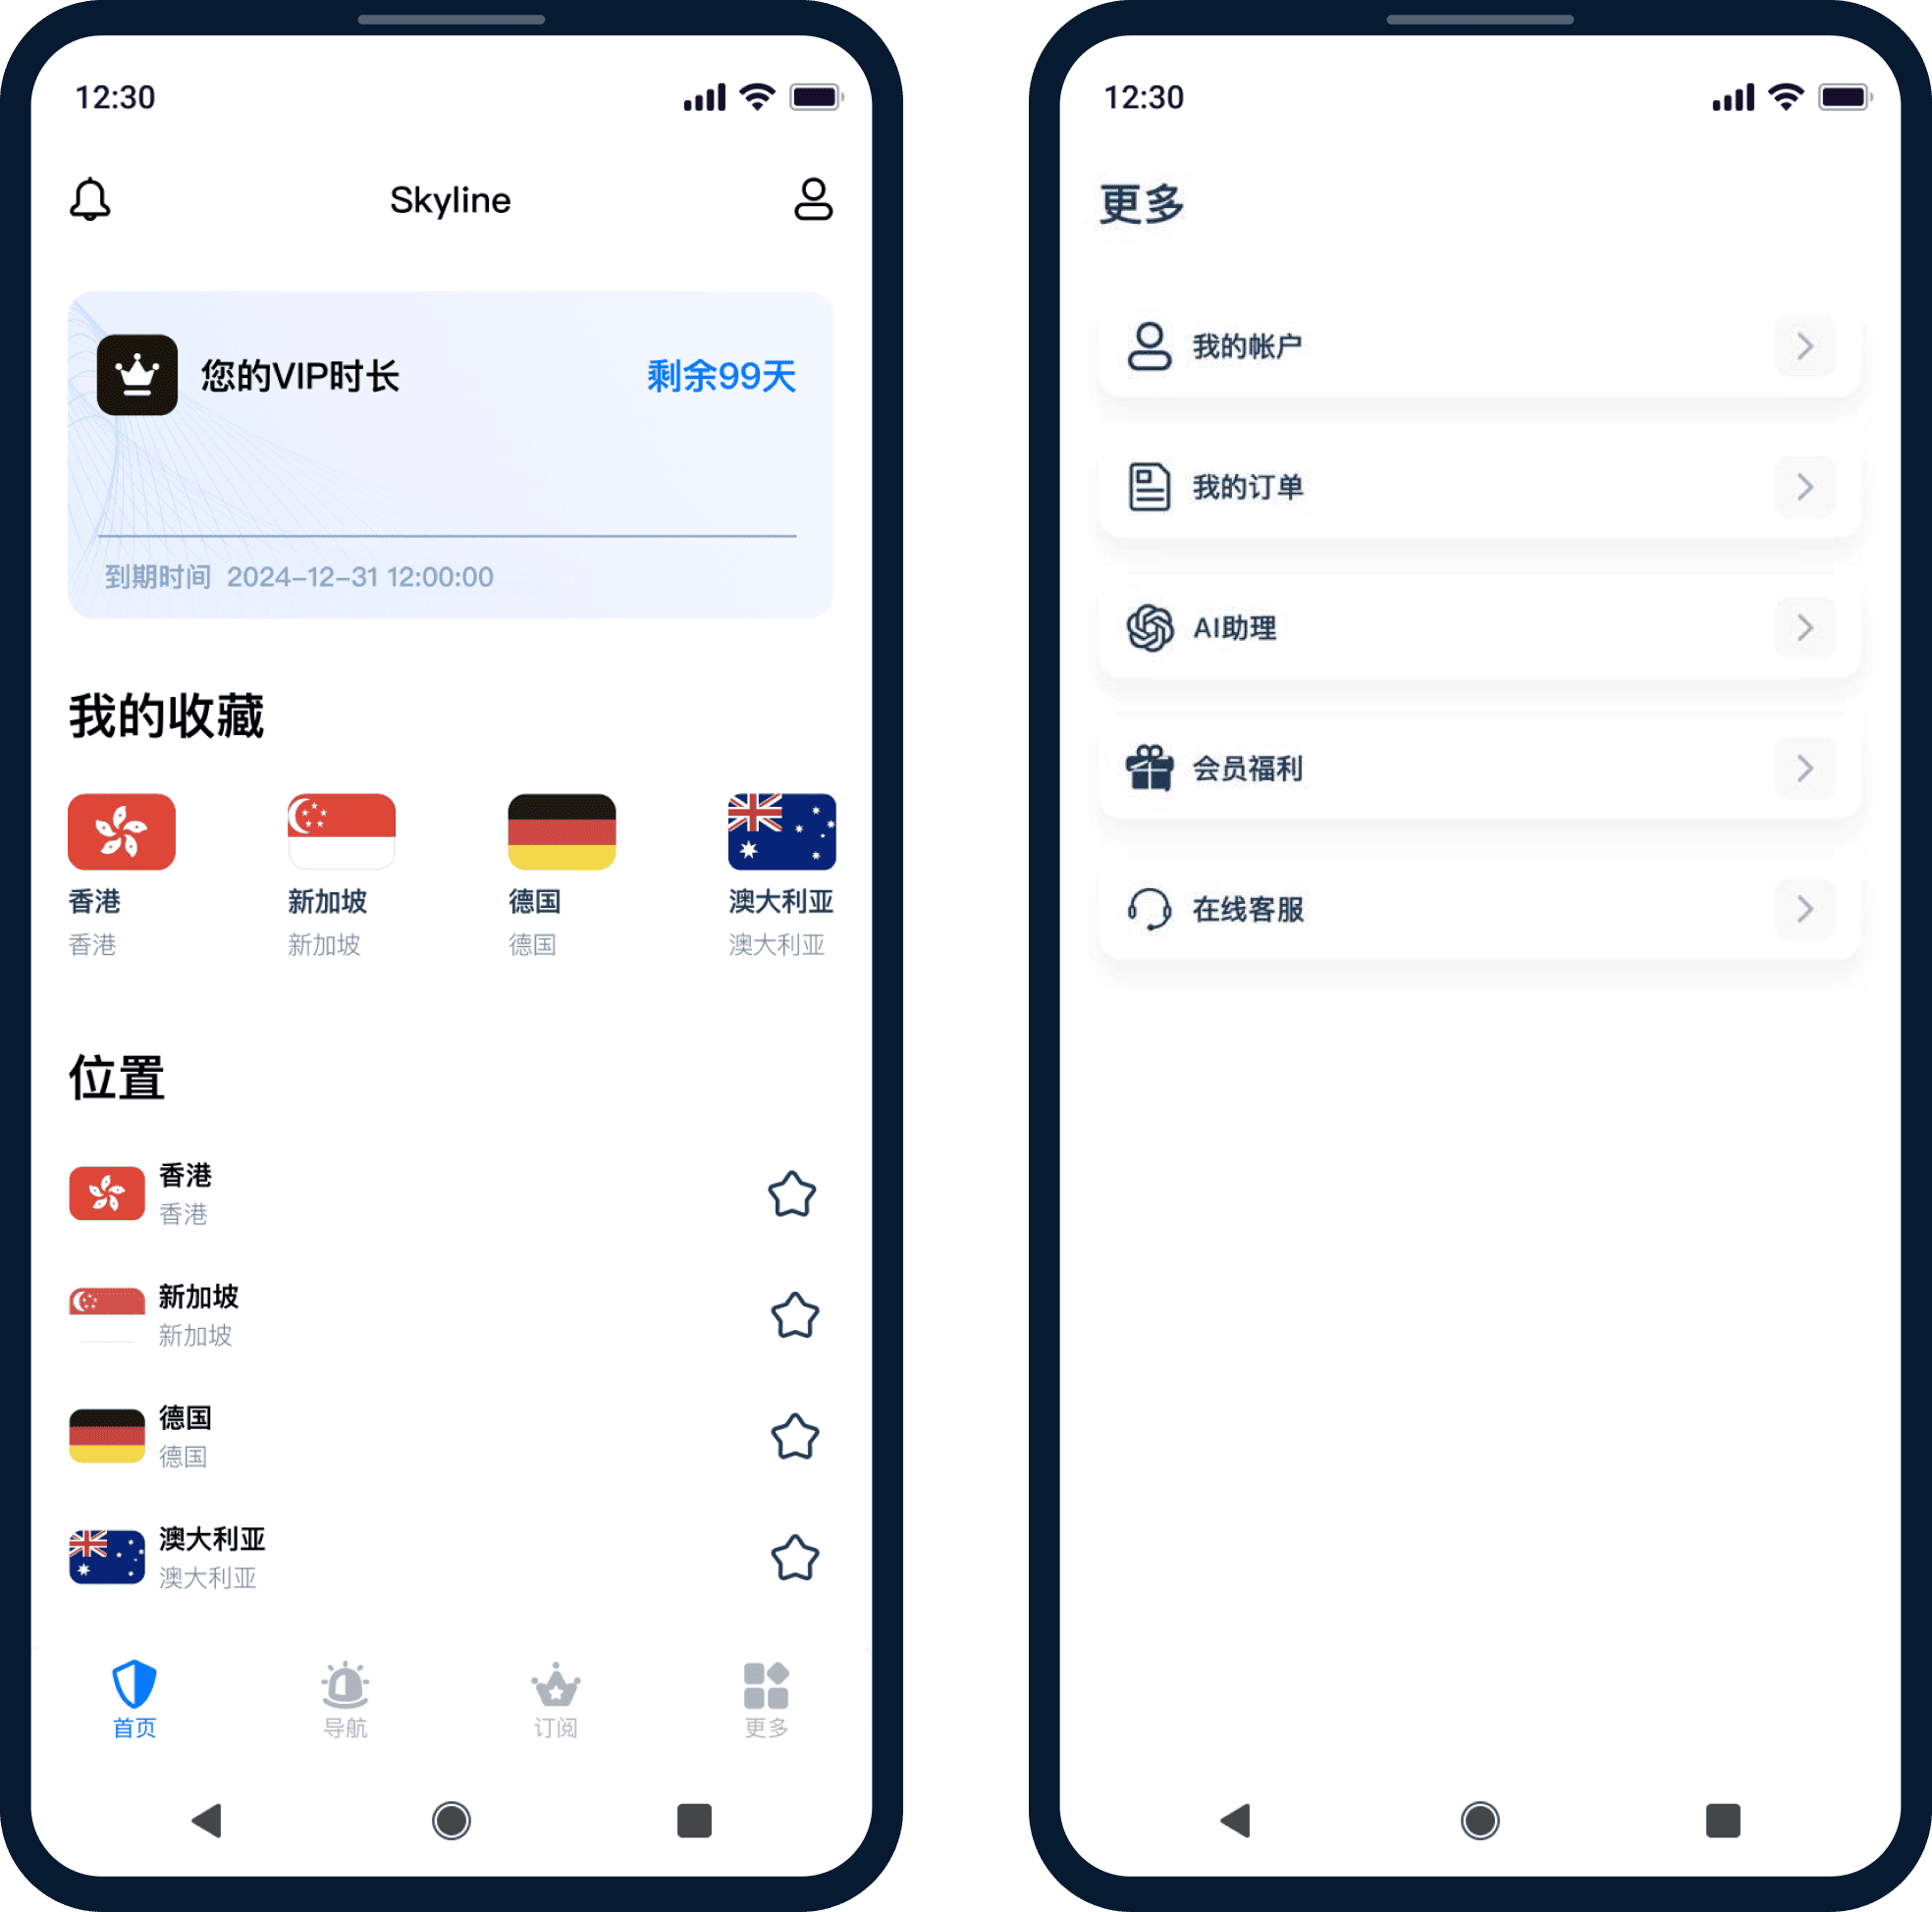 12:30
Skyline
您的VIP时长
剩余99天
到期时间 2024-12-31 12:00:00
我的收藏
香港 新加坡 德国 澳大利亚
香港 新加坡 德国 澳大利亚
位置
香港
香港
新加坡
新加坡
德国
德国
澳大利亚
澳大利亚
首页 导航 订阅 更多
12:30
更多
我的帐户
我的订单
AI助理
会员福利
在线客服